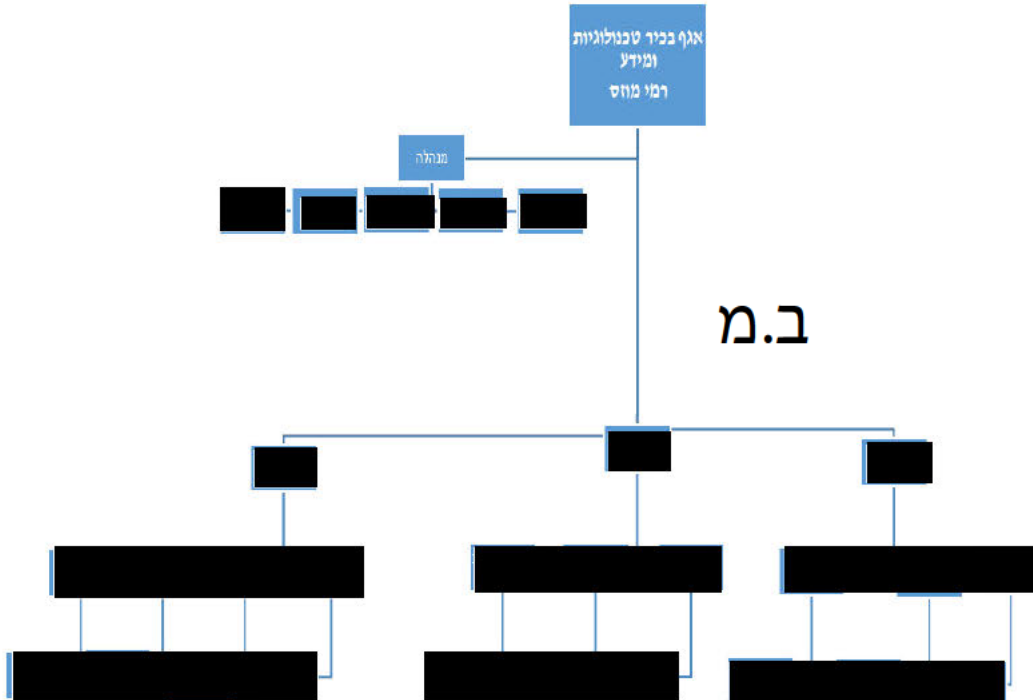 אגף בכיר טכנולוגיות
ומידע
רמי מוזס
מנהלה
ב.מ